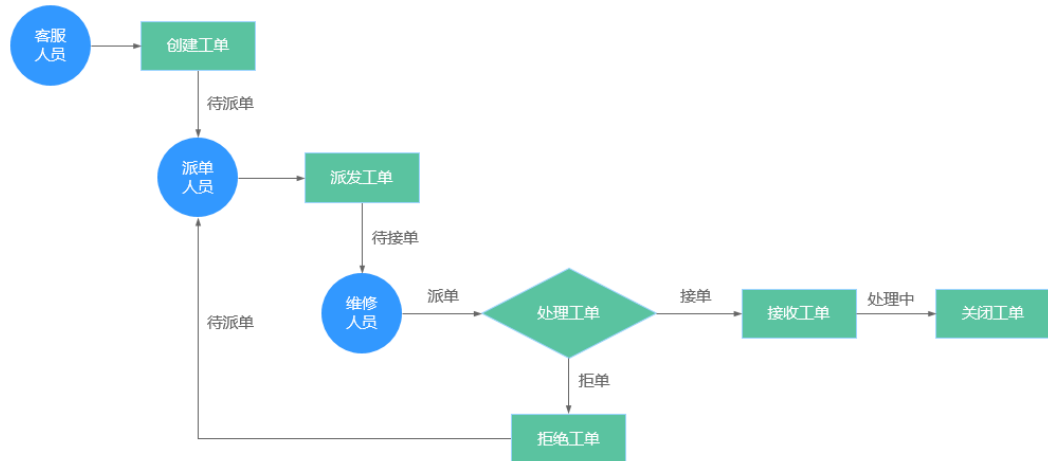 客服
人员
创建工单
待派单
派单
人员
派发工单
待接单
维修
人员
派单
处理工单
接单
接收工单
处理中
关闭工单
待派单
拒单
拒绝工单